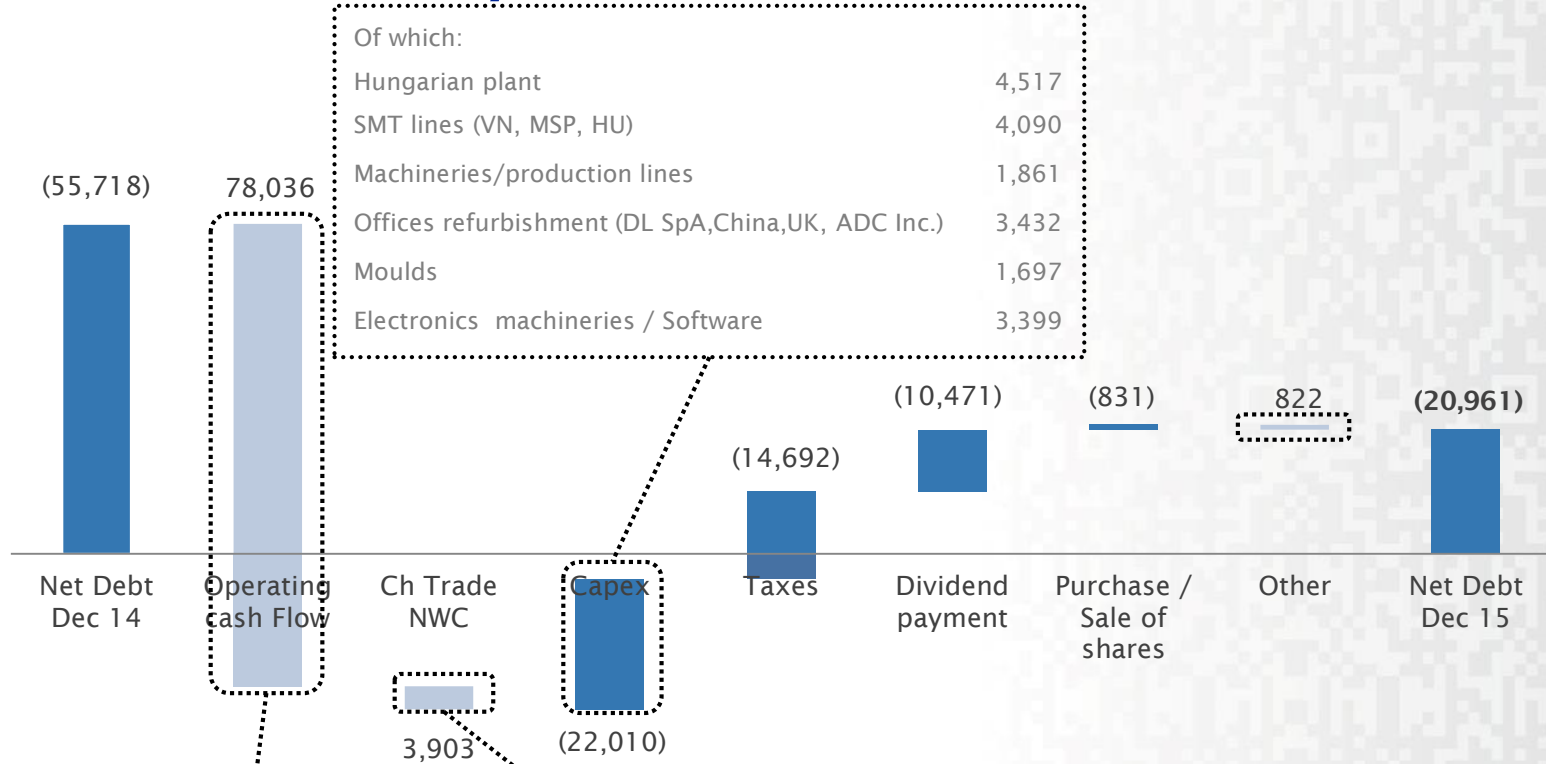 Of which:
Hungarian plant 4,517
SMT lines (VN, MSP, HU) 4,090
Machineries/production lines 1,861
Offices refurbishment (DL SpA,China,UK, ADC Inc.) 3,432
Moulds 1,697
Electronics machineries / Software 3,399
(55,718)
78,036
(10,471)
(831)
822
(20,961)
(14,692)
Net Debt
Dec 14
Operating
cash Flow
Ch Trade
NWC
Capex
Taxes
Dividend
payment
Purchase /
Sale of
shares
Other
Net Debt
Dec 15
3,903
(22,010)